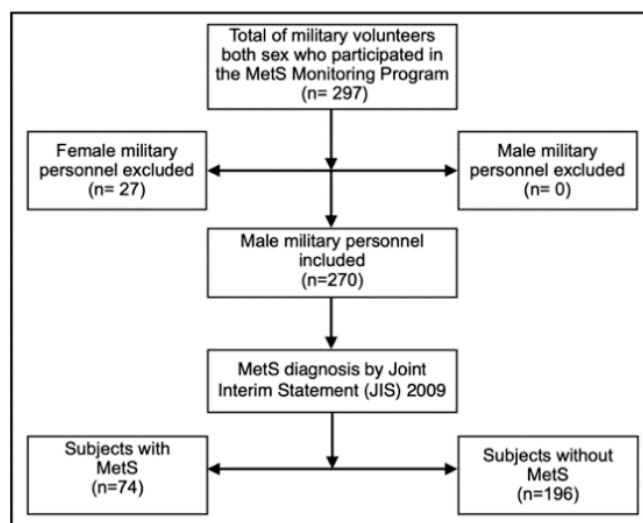 Total of military volunteers
both sex who participated in
the MetS Monitoring Program
(n= 297)
Female military
personnel excluded
(n= 27)
Male military
personnel excluded
(n= 0)
Male military personnel
included
(n=270)
MetS diagnosis by Joint
Interim Statement (JIS) 2009
Subjects with
MetS
(n=74)
Subjects without
MetS
(n=196)